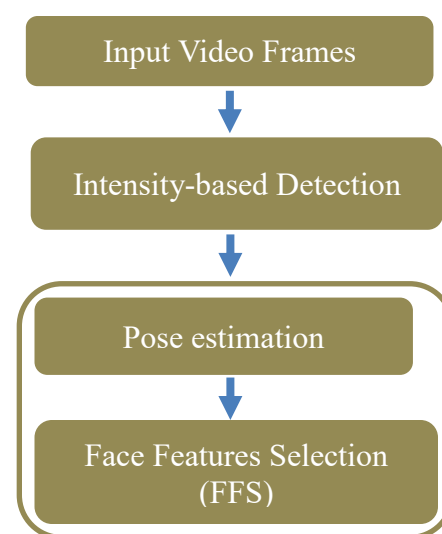 Input Video Frames
Intensity-based Detection
Pose estimation
Face Features Selection
(FFS)